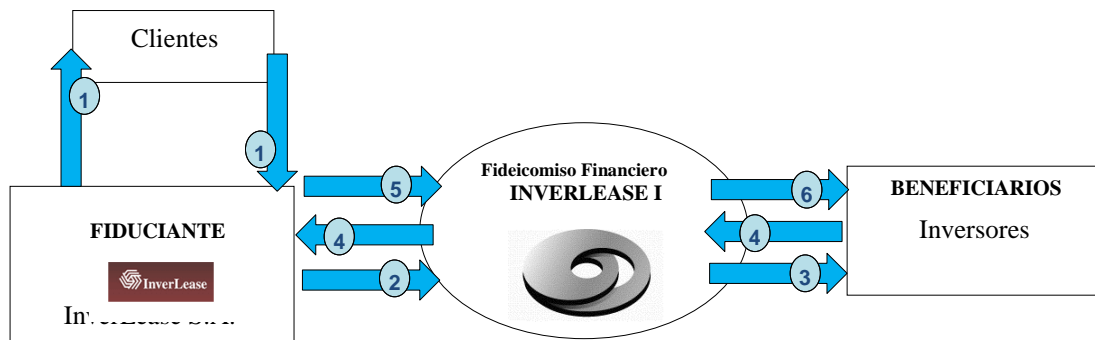 Clientes
1
1
Fideicomiso Financiero
INVERLEASE I
5
6
BENEFICIARIOS
Inversores
FIDUCIANTE
4
4
2
3
InverLease